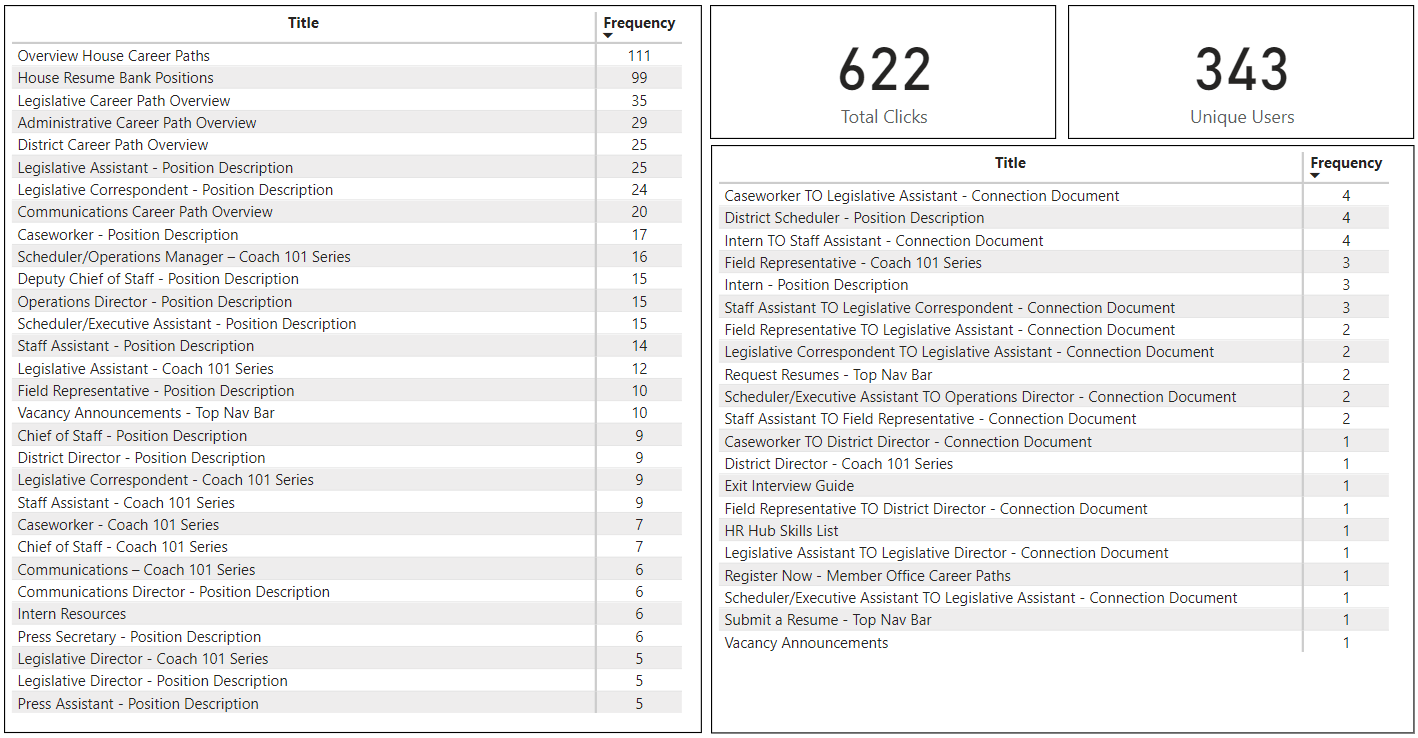 Title Frequency
Overview House Career Paths 111
House Resume Bank Positions 99
Legislative Career Path Overview 35
Administrative Career Path Overview 29
District Career Path Overview 25
Legislative Assistant - Position Description 25
Legislative Correspondent - Position Description 24
Communications Career Path Overview 20
Caseworker - Position Description 17
Scheduler/Operations Manager – Coach 101 Series 16
Deputy Chief of Staff - Position Description 15
Operations Director - Position Description 15
Scheduler/Executive Assistant - Position Description 15
Staff Assistant - Position Description 14
Legislative Assistant - Coach 101 Series 12
Field Representative - Position Description 10
Vacancy Announcements - Top Nav Bar 10
Chief of Staff - Position Description 9
District Director - Position Description 9
Legislative Correspondent - Coach 101 Series 9
Staff Assistant - Coach 101 Series 9
Caseworker - Coach 101 Series 7
Chief of Staff - Coach 101 Series 7
Communications – Coach 101 Series 6
Communications Director - Position Description 6
Intern Resources 6
Press Secretary - Position Description 6
Legislative Director - Coach 101 Series 5
Legislative Director - Position Description 5
Press Assistant - Position Description 5
622
Total Clicks
343
Unique Users
Title Frequency
Caseworker TO Legislative Assistant - Connection Document 4
District Scheduler - Position Description 4
Intern TO Staff Assistant - Connection Document 4
Field Representative - Coach 101 Series 3
Intern - Position Description 3
Staff Assistant TO Legislative Correspondent - Connection Document 3
Field Representative TO Legislative Assistant - Connection Document 2
Legislative Correspondent TO Legislative Assistant - Connection Document 2
Request Resumes - Top Nav Bar 2
Scheduler/Executive Assistant TO Operations Director - Connection Document 2
Staff Assistant TO Field Representative - Connection Document 2
Caseworker TO District Director - Connection Document 1
District Director - Coach 101 Series 1
Exit Interview Guide 1
Field Representative TO District Director - Connection Document 1
HR Hub Skills List 1
Legislative Assistant TO Legislative Director - Connection Document 1
Register Now - Member Office Career Paths 1
Scheduler/Executive Assistant TO Legislative Assistant - Connection Document 1
Submit a Resume - Top Nav Bar 1
Vacancy Announcements 1